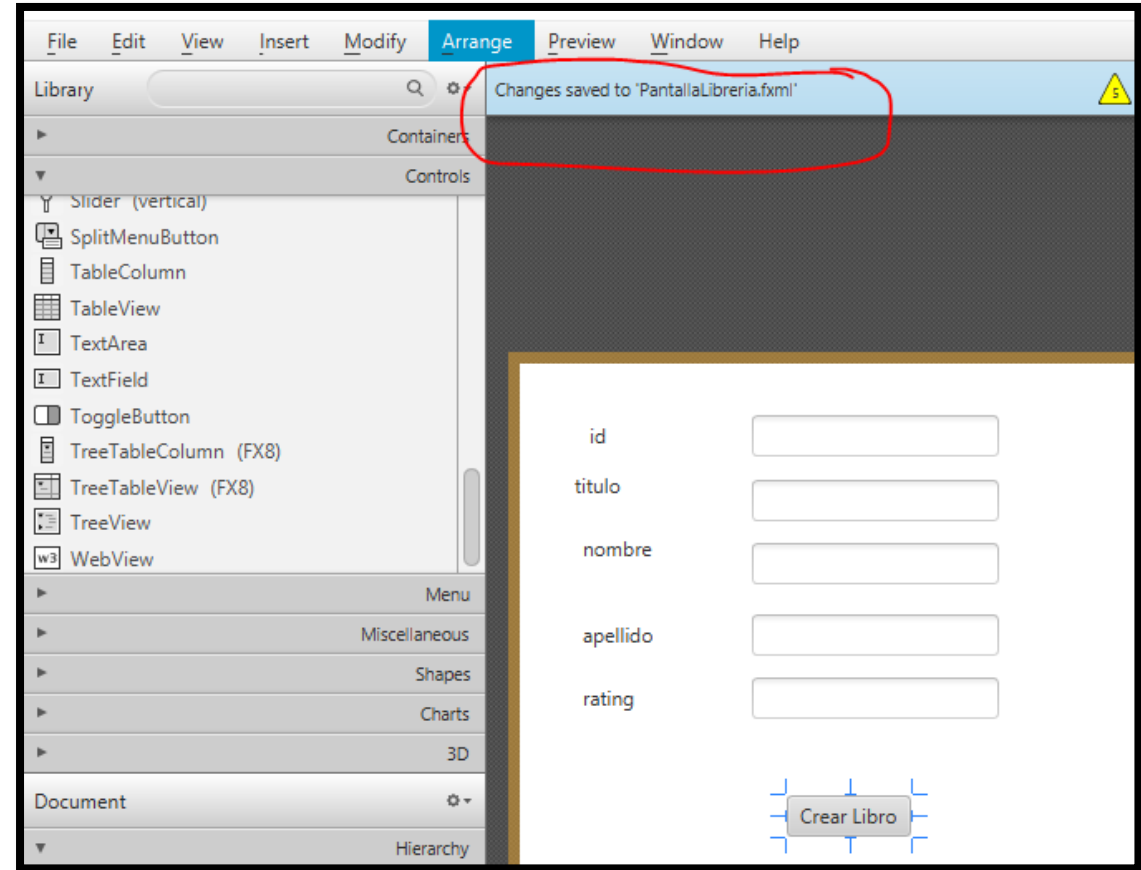 File Edit View Insert Modify Arrange Preview Window Help
Library
Changes saved to 'PantallaLibreria.fxml'
5
Containers
Controls
Slider (vertical)
SplitMenuButton
TableColumn
TableView
TextArea
TextField
ToggleButton
TreeTableColumn (FX8)
TreeTableView (FX8)
TreeView
w3 WebView
Menu
Miscellaneous
Shapes
Charts
3D
Document
Hierarchy
id
titulo
nombre
apellido
rating
Crear Libro